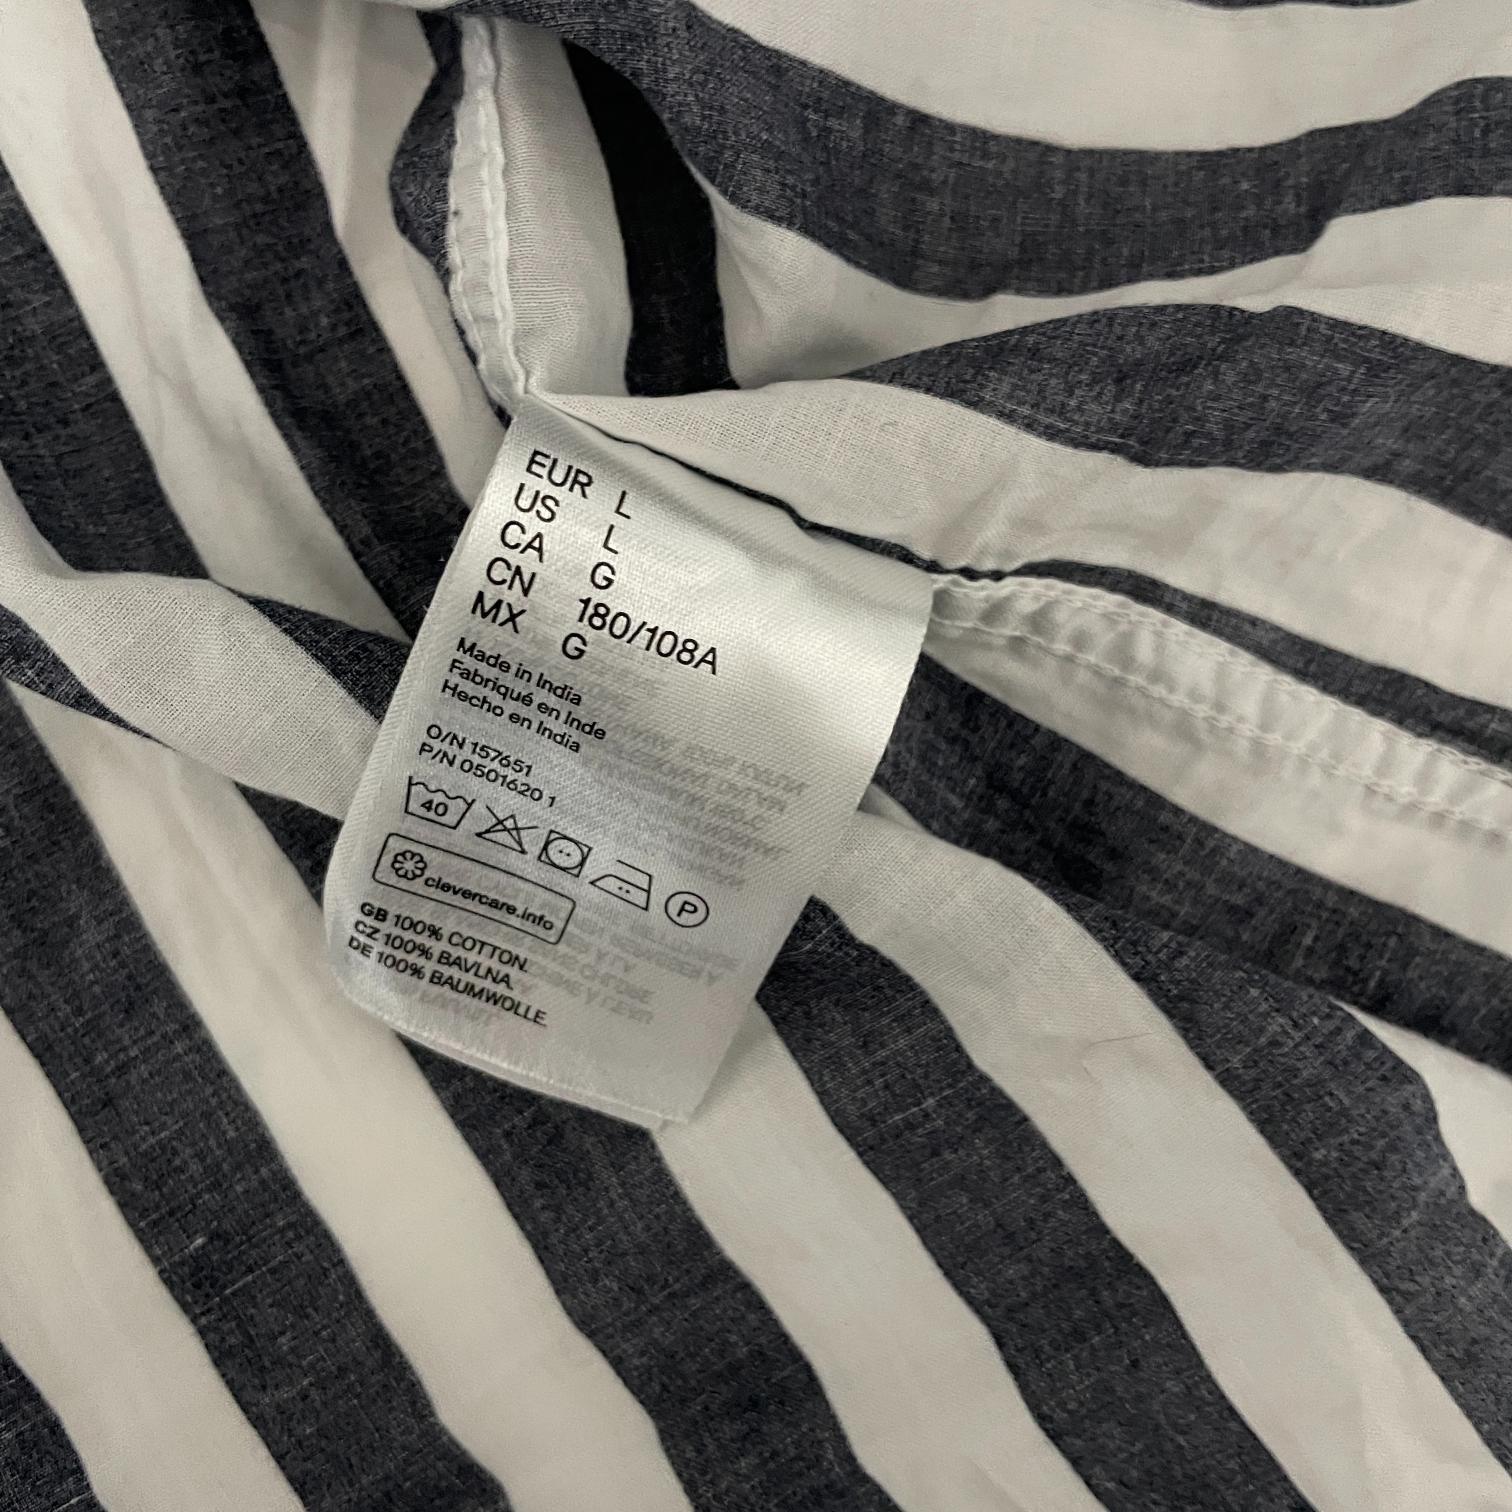 EUR L
US L
CA G
CN 180/108A
MX G
Made in India
Fabriqué en Inde
Hecho en India
O/N 157651
P/N 0501620 1
40
P
clevercare.info
GB 100% COTTON.
CZ 100% BAVLNA.
DE 100% BAUMWOLLE.